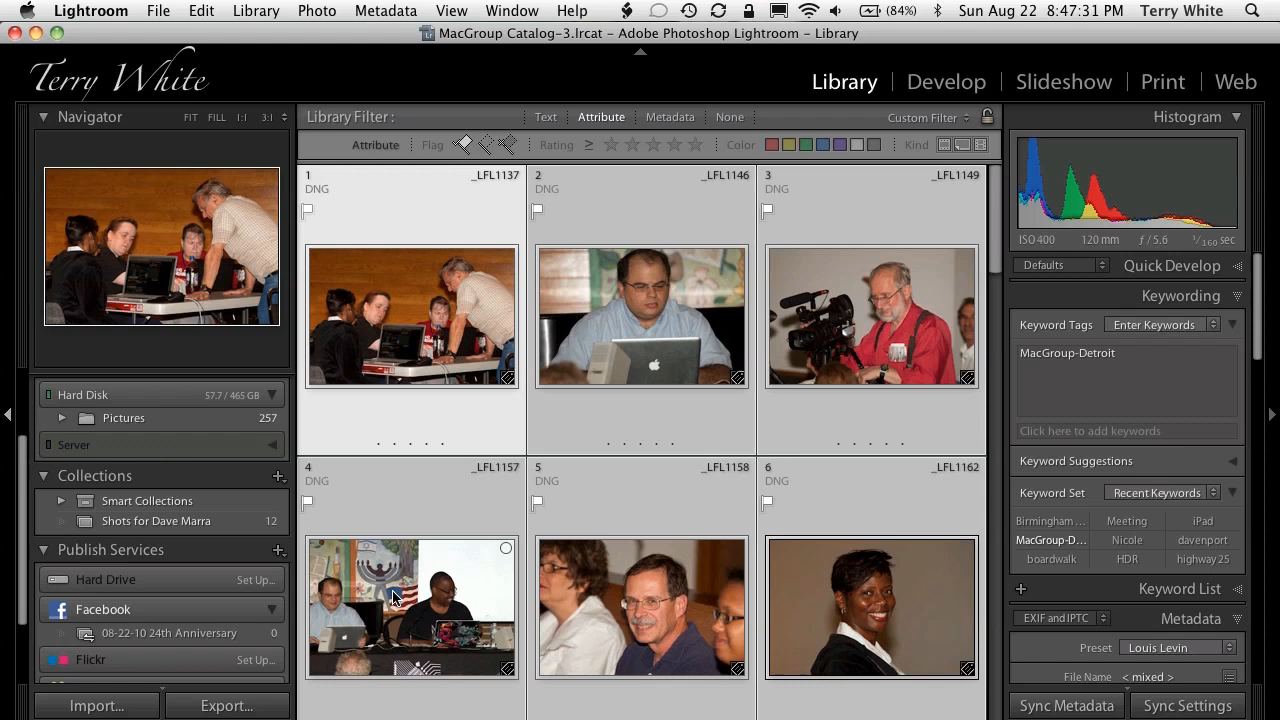 Lightroom File Edit Library Photo Metadata View Window Help (84%) Sun Aug 22 8:47:31 PM Terry White
MacGroup Catalog-3.lrcat – Adobe Photoshop Lightroom – Library
Terry White
Library Develop Slideshow Print Web
Navigator FIT FILL 1:1 3:1
Library Filter : Text Attribute Metadata None Custom Filter
Histogram
Attribute Flag Rating ≥ Color Kind
1 _LFL1137
DNG
2 _LFL1146
DNG
3 _LFL1149
DNG
4 _LFL1157
DNG
5 _LFL1158
DNG
6 _LFL1162
DNG
Hard Disk 57.7 / 465 GB
Pictures 257
Server
Collections
Smart Collections
Shots for Dave Marra 12
Publish Services
Hard Drive Set Up...
Facebook
08-22-10 24th Anniversary 0
Flickr Set Up...
Import... Export...
ISO 400 120 mm ƒ / 5.6 1/160 sec
Defaults Quick Develop
Keywording
Keyword Tags Enter Keywords
MacGroup-Detroit
Click here to add keywords
Keyword Suggestions
Keyword Set Recent Keywords
Birmingham ... Meeting iPad
MacGroup-D... Nicole davenport
boardwalk HDR highway 25
Keyword List
EXIF and IPTC Metadata
Preset Louis Levin
File Name < mixed >
Sync Metadata Sync Settings